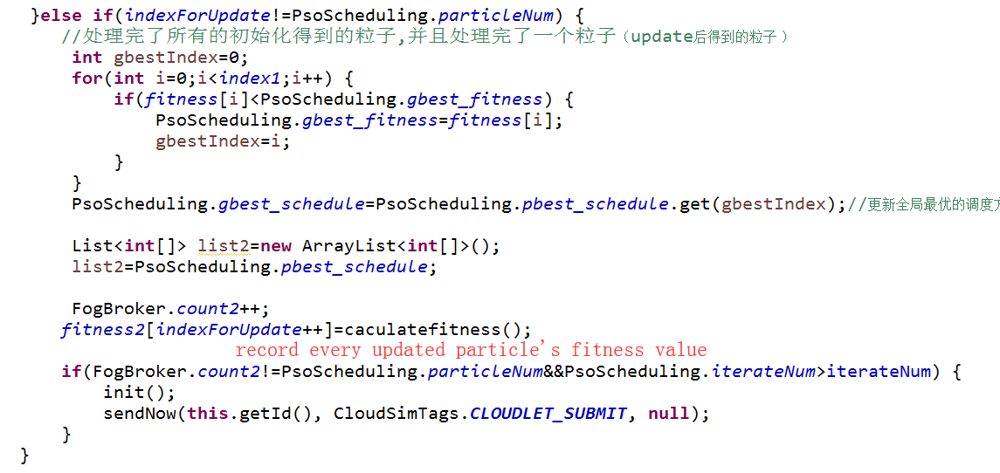 }else if(indexForUpdate!=PsoScheduling.particleNum) {
//处理完了所有的初始化得到的粒子,并且处理完了一个粒子（update后得到的粒子）
int gbestIndex=0;
for(int i=0;i<index1;i++) {
if(fitness[i]<PsoScheduling.gbest_fitness) {
PsoScheduling.gbest_fitness=fitness[i];
gbestIndex=i;
}
}
PsoScheduling.gbest_schedule=PsoScheduling.pbest_schedule.get(gbestIndex);//更新全局最优的调度方
List<int[]> list2=new ArrayList<int[]>();
list2=PsoScheduling.pbest_schedule;
FogBroker.count2++;
fitness2[indexForUpdate++]=caculatefitness();
record every updated particle's fitness value
if(FogBroker.count2!=PsoScheduling.particleNum&&PsoScheduling.iterateNum>iterateNum) {
init();
sendNow(this.getId(), CloudSimTags.CLOUDLET_SUBMIT, null);
}
}